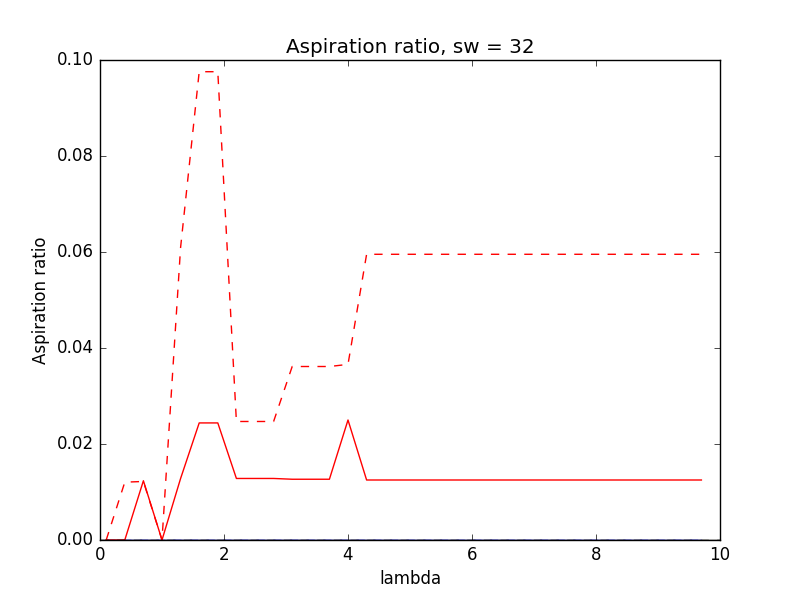 Aspiration ratio, sw = 32
0.10
0.08
0.06
0.04
0.02
0.00
Aspiration ratio
0 2 4 6 8 10
lambda